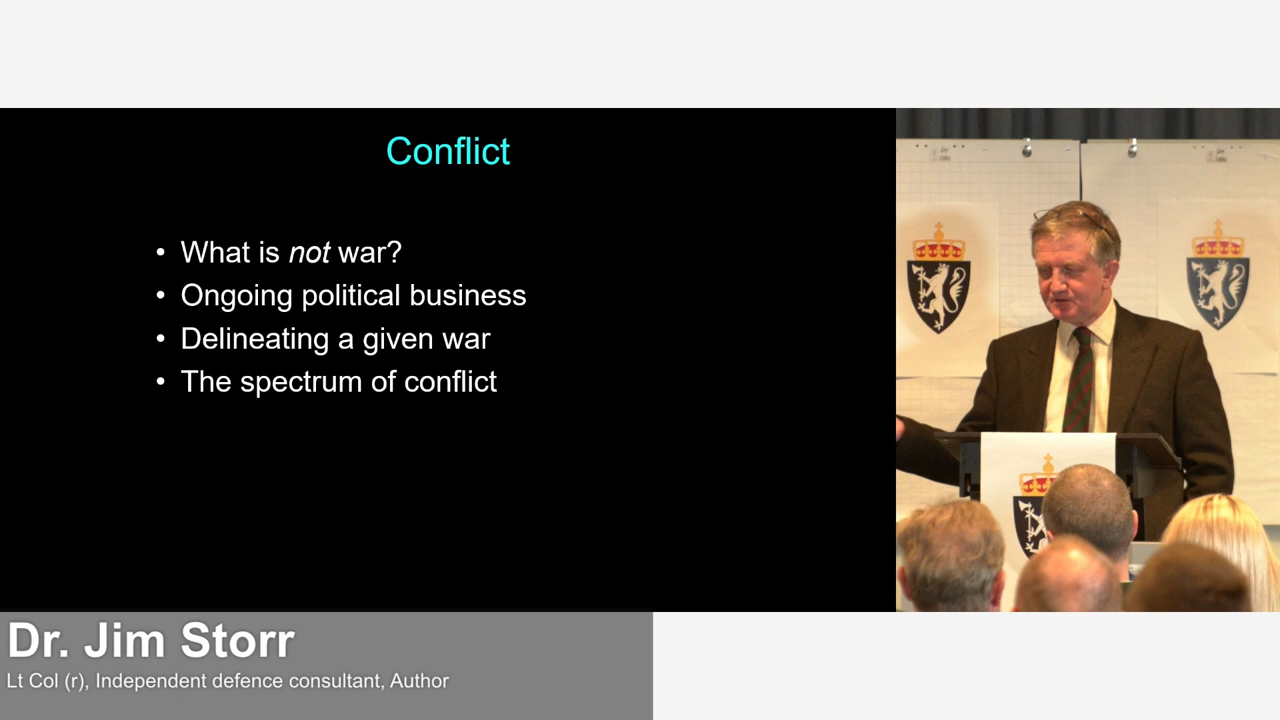 Conflict
• What is not war?
• Ongoing political business
• Delineating a given war
• The spectrum of conflict
Dr. Jim Storr
Lt Col (r), Independent defence consultant, Author